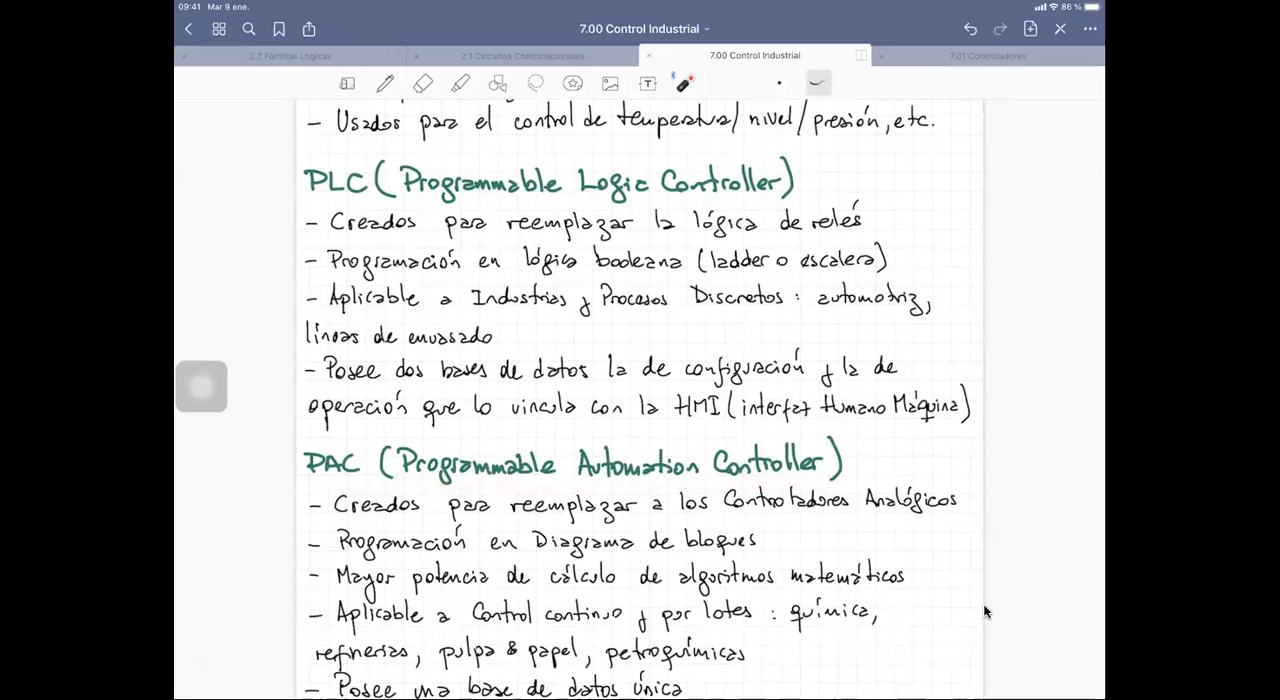 09:41 Mar 9 ene.
86 %
7.00 Control Industrial
2.2 Familias Logicas
2.1 Circuitos Combinacionales
7.00 Control Industrial
7.01 Controladores
- Usados para el control de temperatura/nivel/presión, etc.
PLC (Programmable Logic Controller)
- Creados para reemplazar la lógica de relés
- Programación en lógica booleana (ladder o escalera)
- Aplicable a Industrias y Procesos Discretos: automotriz,
líneas de envasado
- Posee dos bases de datos la de configuración y la de
operación que lo vincula con la HMI (interfaz Humano Máquina)
PAC (Programmable Automation Controller)
- Creados para reemplazar a los Controladores Analógicos
- Programación en Diagrama de bloques
- Mayor potencia de cálculo de algoritmos matemáticos
- Aplicable a Control continuo y por lotes: química,
refinerias, pulpa & papel, petroquímicas
- Posee una base de datos única